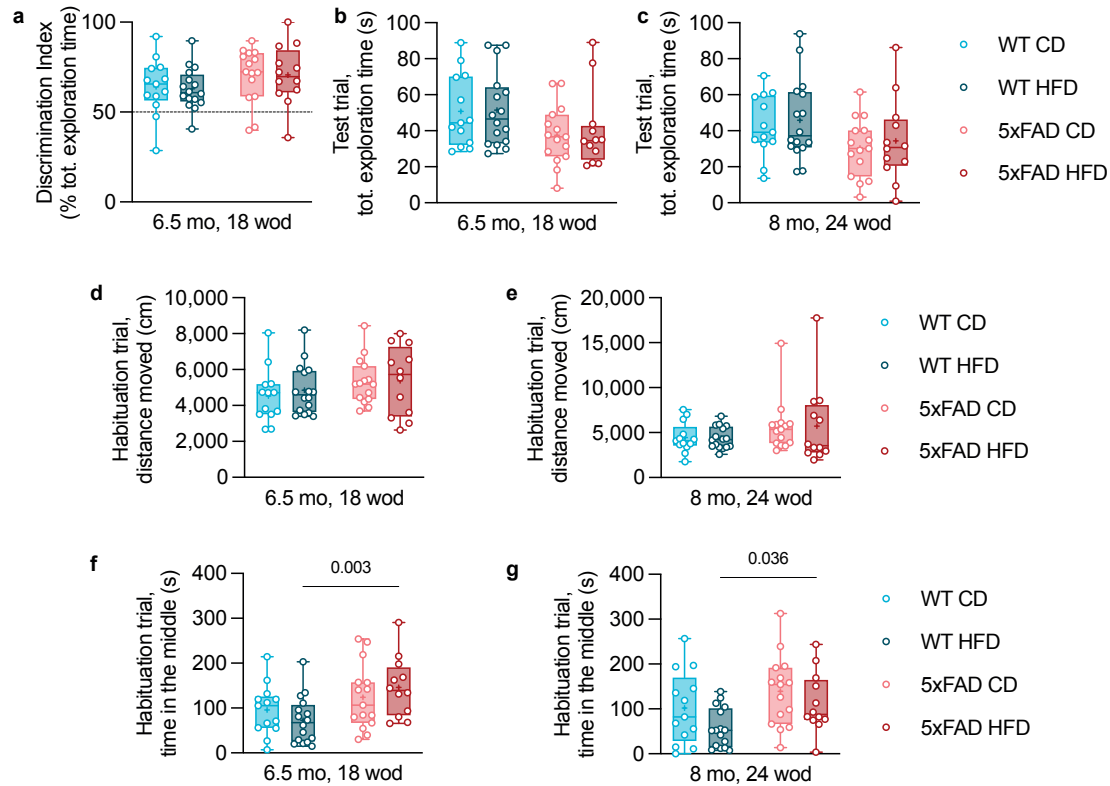 a
Discrimination Index
(% tot. exploration time)
100
50
0
6.5 mo, 18 wod
b
Test trial,
tot. exploration time (s)
100
80
60
40
20
0
6.5 mo, 18 wod
c
Test trial,
tot. exploration time (s)
100
80
60
40
20
0
8 mo, 24 wod
WT CD
WT HFD
5xFAD CD
5xFAD HFD
d
Habituation trial,
distance moved (cm)
10,000
8,000
6,000
4,000
2,000
0
6.5 mo, 18 wod
e
Habituation trial,
distance moved (cm)
20,000
15,000
10,000
5,000
0
8 mo, 24 wod
WT CD
WT HFD
5xFAD CD
5xFAD HFD
f
Habituation trial,
time in the middle (s)
400
300
200
100
0
0.003
6.5 mo, 18 wod
g
Habituation trial,
time in the middle (s)
400
300
200
100
0
0.036
8 mo, 24 wod
WT CD
WT HFD
5xFAD CD
5xFAD HFD